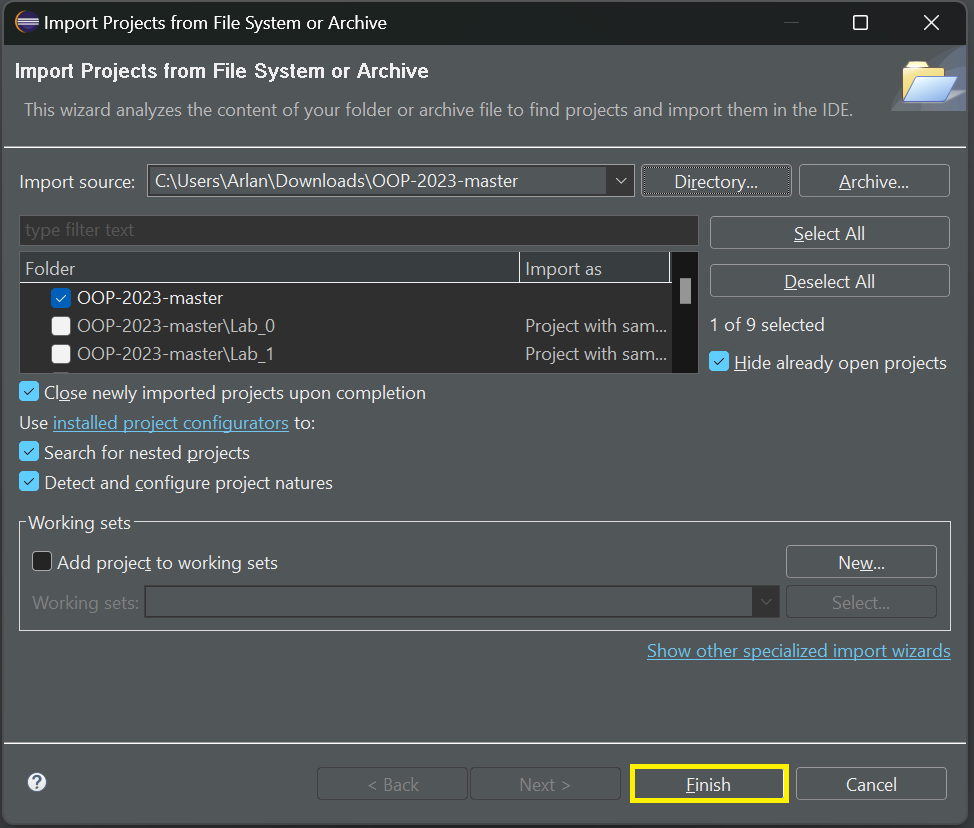 Import Projects from File System or Archive
Import Projects from File System or Archive
This wizard analyzes the content of your folder or archive file to find projects and import them in the IDE.
Import source: C:\Users\Arlan\Downloads\OOP-2023-master Directory... Archive...
type filter text
Select All
Folder Import as
Deselect All
OOP-2023-master
OOP-2023-master\Lab_0 Project with sam...
1 of 9 selected
OOP-2023-master\Lab_1 Project with sam...
Hide already open projects
Close newly imported projects upon completion
Use installed project configurators to:
Search for nested projects
Detect and configure project natures
Working sets
Add project to working sets New...
Working sets: Select...
Show other specialized import wizards
? < Back Next > Finish Cancel